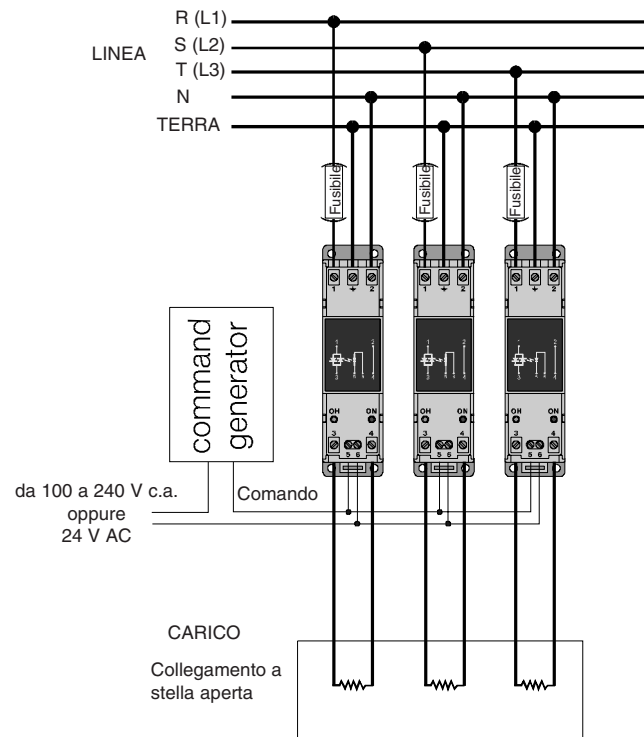 R (L1)
S (L2)
LINEA
T (L3)
N
TERRA
Fusibile Fusibile Fusibile
1 2 1 2 1 2
command
generator
OH ON OH ON OH ON
3 4 3 4 3 4
5 6 5 6 5 6
da 100 a 240 V c.a.
oppure
24 V AC
Comando
CARICO
Collegamento a
stella aperta